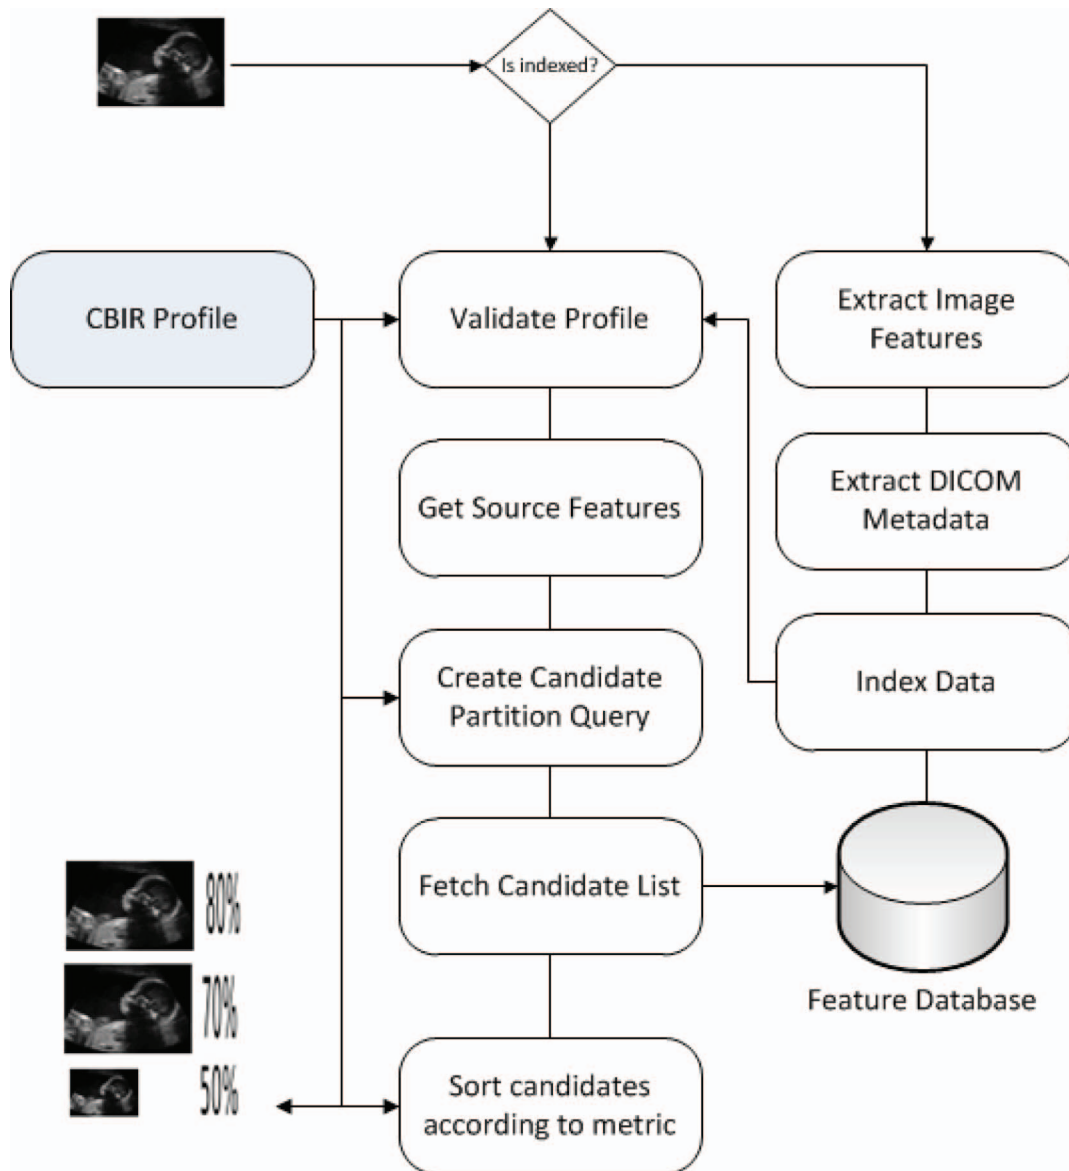 Is indexed?
CBIR Profile
Validate Profile
Extract Image
Features
Get Source Features
Extract DICOM
Metadata
Create Candidate
Partition Query
Index Data
Fetch Candidate List
Feature Database
80%
70%
50%
Sort candidates
according to metric